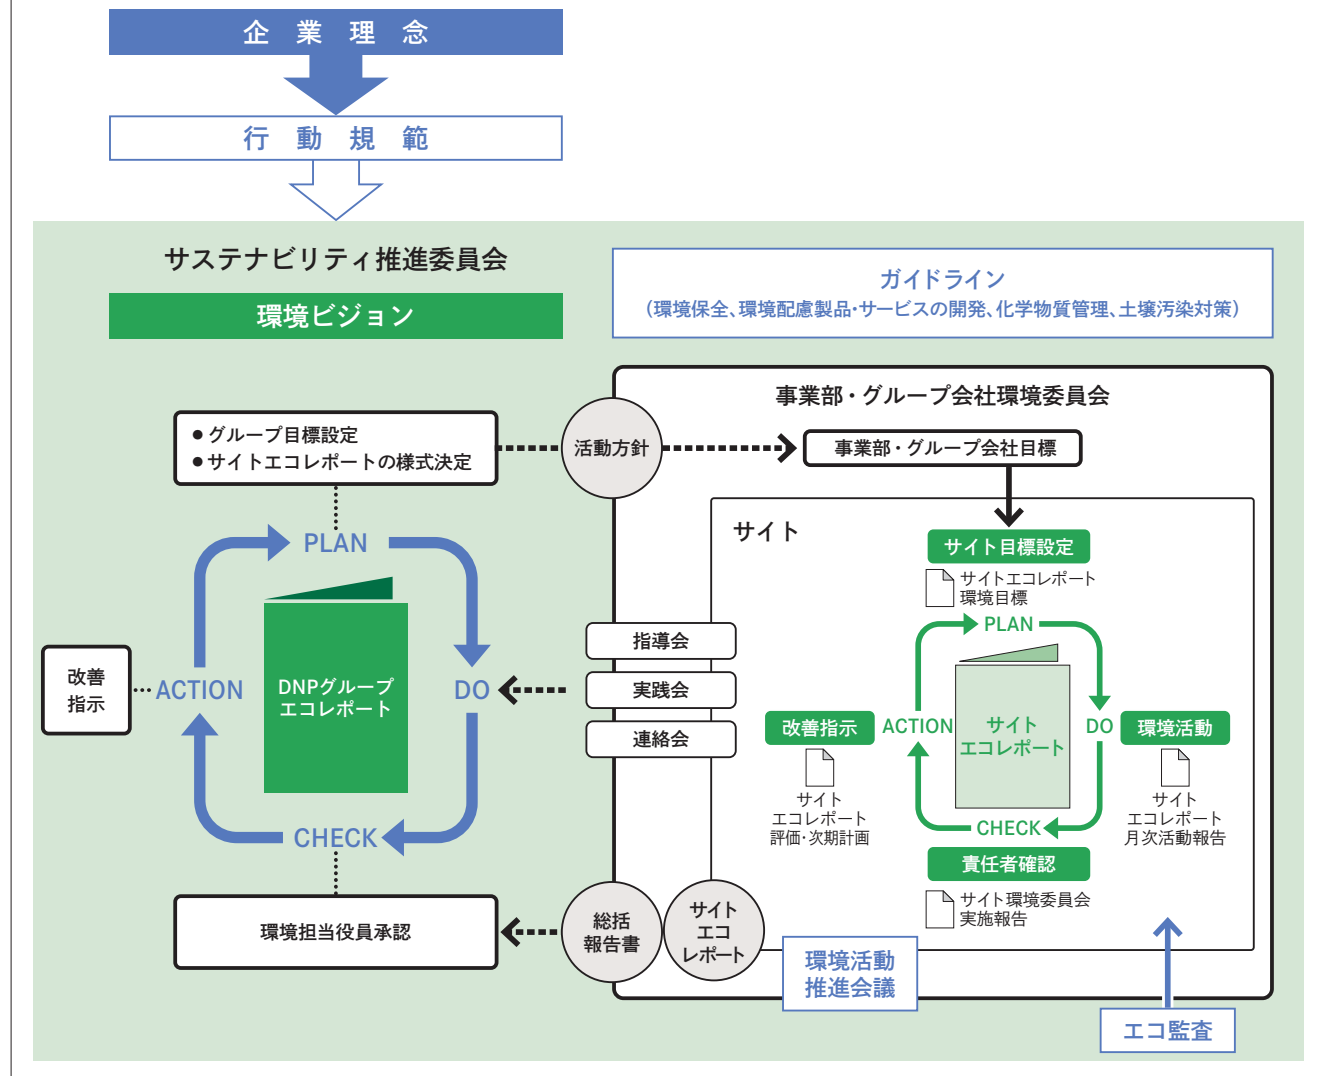 企業理念
行動規範
サステナビリティ推進委員会
環境ビジョン
ガイドライン
（環境保全、環境配慮製品・サービスの開発、化学物質管理、土壌汚染対策）
事業部・グループ会社環境委員会
● グループ目標設定
● サイトエコレポートの様式決定
活動方針
事業部・グループ会社目標
サイト
サイト目標設定
サイトエコレポート
環境目標
PLAN
DO
CHECK
ACTION
DNPグループ
エコレポート
改善
指示
指導会
実践会
連絡会
PLAN
改善指示
ACTION
サイト
エコレポート
DO
環境活動
サイト
エコレポート
評価・次期計画
サイト
エコレポート
月次活動報告
CHECK
責任者確認
サイト環境委員会
実施報告
環境担当役員承認
総括
報告書
サイト
エコ
レポート
環境活動
推進会議
エコ監査